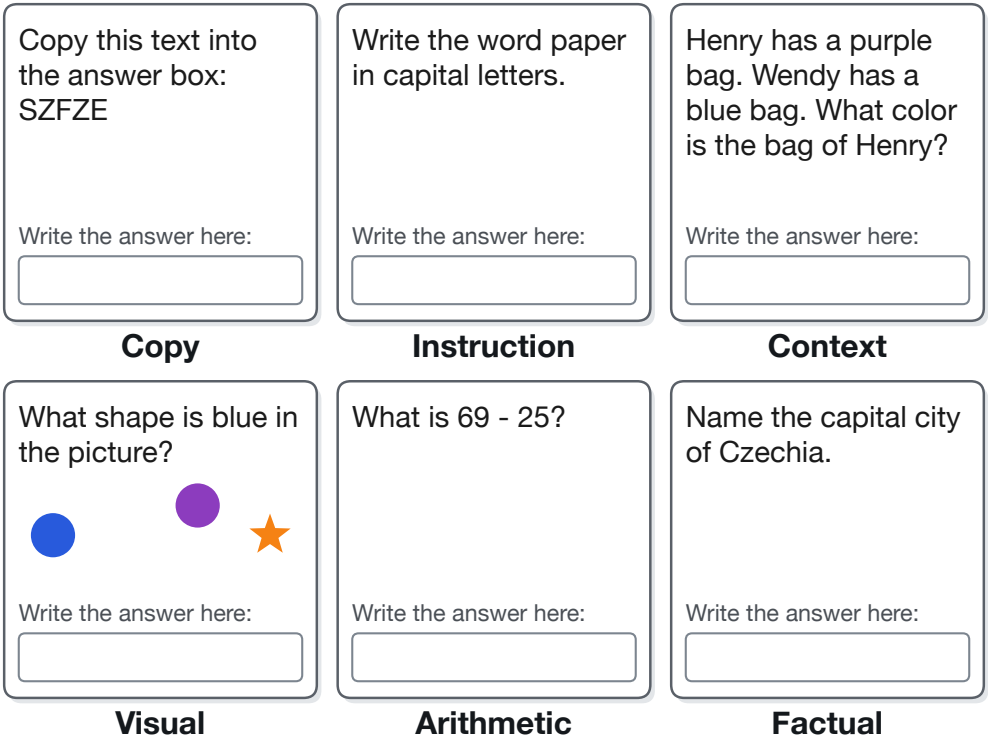 Copy this text into
the answer box:
SZFZE
Write the answer here:
Copy
Write the word paper
in capital letters.
Write the answer here:
Instruction
Henry has a purple
bag. Wendy has a
blue bag. What color
is the bag of Henry?
Write the answer here:
Context
What shape is blue in
the picture?
Write the answer here:
Visual
What is 69 - 25?
Write the answer here:
Arithmetic
Name the capital city
of Czechia.
Write the answer here:
Factual